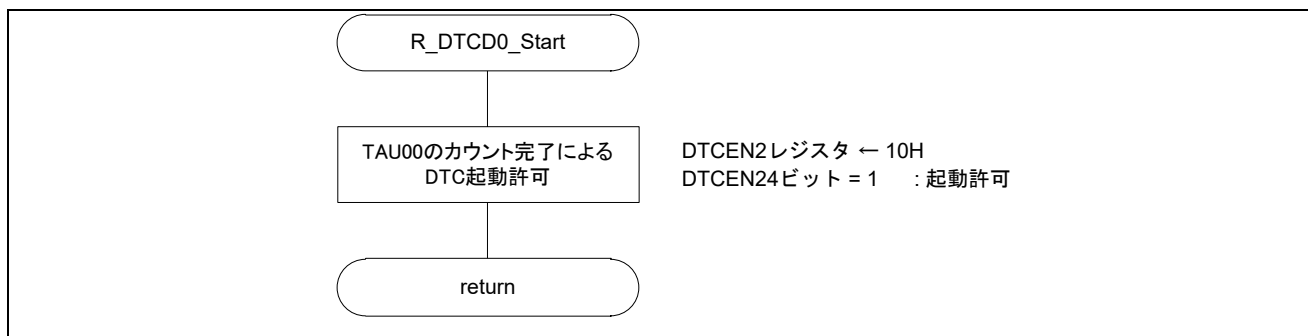 R_DTCD0_Start
TAU00のカウント完了による
DTC起動許可
DTCEN2レジスタ ← 10H
DTCEN24ビット = 1 : 起動許可
return